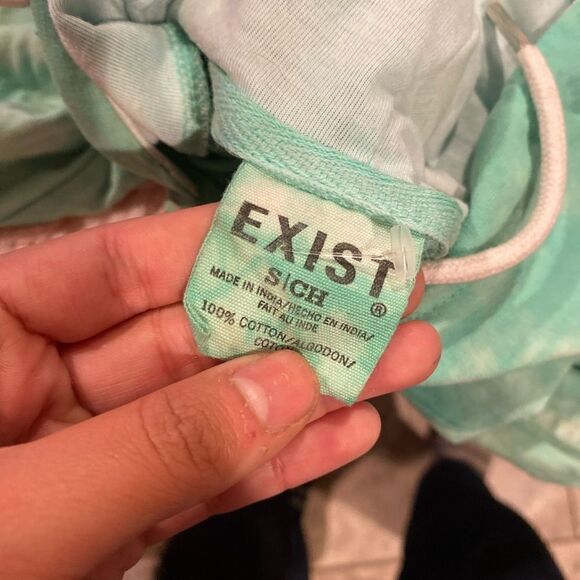 EXIST
®
S/CH
MADE IN INDIA/HECHO EN INDIA/
FAIT AU INDE
100% COTTON/ALGODON/